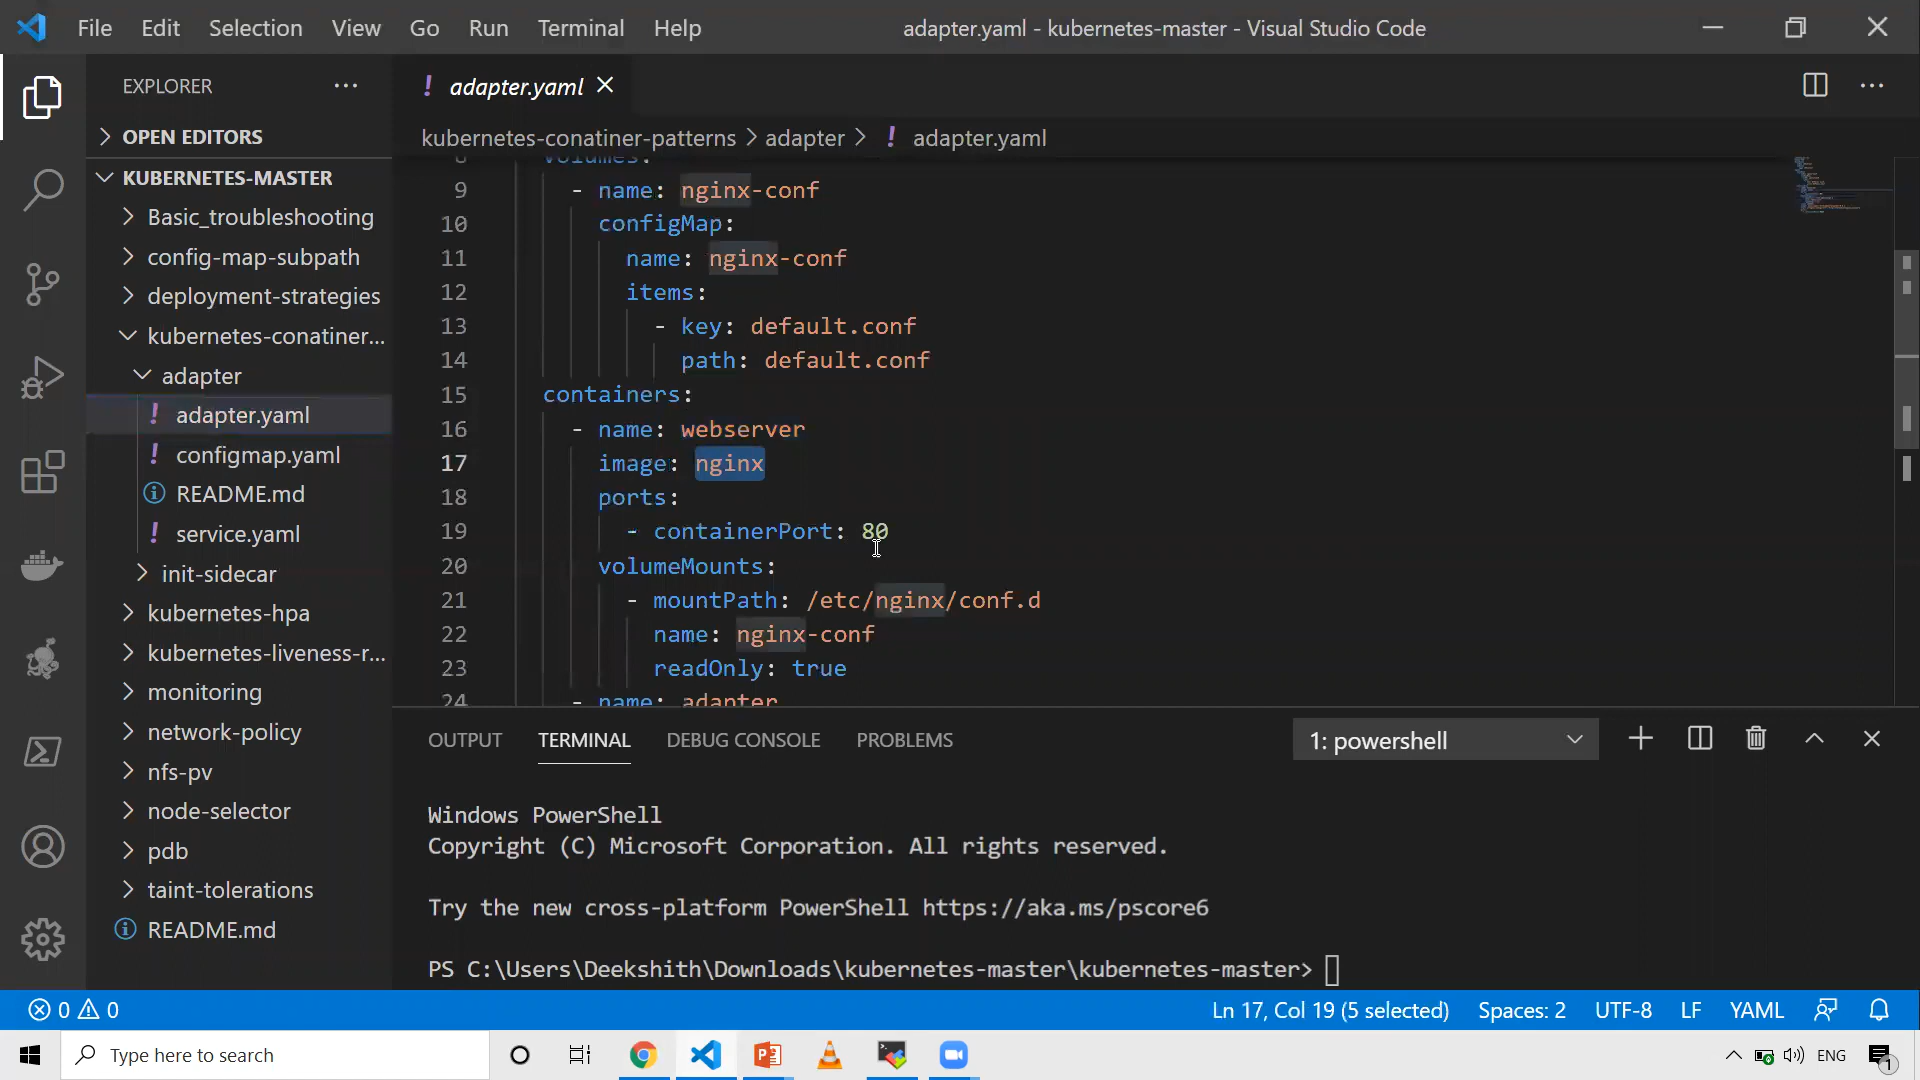 File Edit Selection View Go Run Terminal Help
adapter.yaml - kubernetes-master - Visual Studio Code
EXPLORER
OPEN EDITORS
KUBERNETES-MASTER
Basic_troubleshooting
config-map-subpath
deployment-strategies
kubernetes-conatiner...
adapter
! adapter.yaml
! configmap.yaml
README.md
! service.yaml
init-sidecar
kubernetes-hpa
kubernetes-liveness-r...
monitoring
network-policy
nfs-pv
node-selector
pdb
taint-tolerations
README.md
! adapter.yaml
kubernetes-conatiner-patterns > adapter > ! adapter.yaml
8 volumes:
9 - name: nginx-conf
10 configMap:
11 name: nginx-conf
12 items:
13 - key: default.conf
14 path: default.conf
15 containers:
16 - name: webserver
17 image: nginx
18 ports:
19 - containerPort: 80
20 volumeMounts:
21 - mountPath: /etc/nginx/conf.d
22 name: nginx-conf
23 readOnly: true
24 - name: adapter
OUTPUT TERMINAL DEBUG CONSOLE PROBLEMS
1: powershell
Windows PowerShell
Copyright (C) Microsoft Corporation. All rights reserved.
Try the new cross-platform PowerShell https://aka.ms/pscore6
PS C:\Users\Deekshith\Downloads\kubernetes-master\kubernetes-master>
0 0
Ln 17, Col 19 (5 selected) Spaces: 2 UTF-8 LF YAML
Type here to search
ENG
1